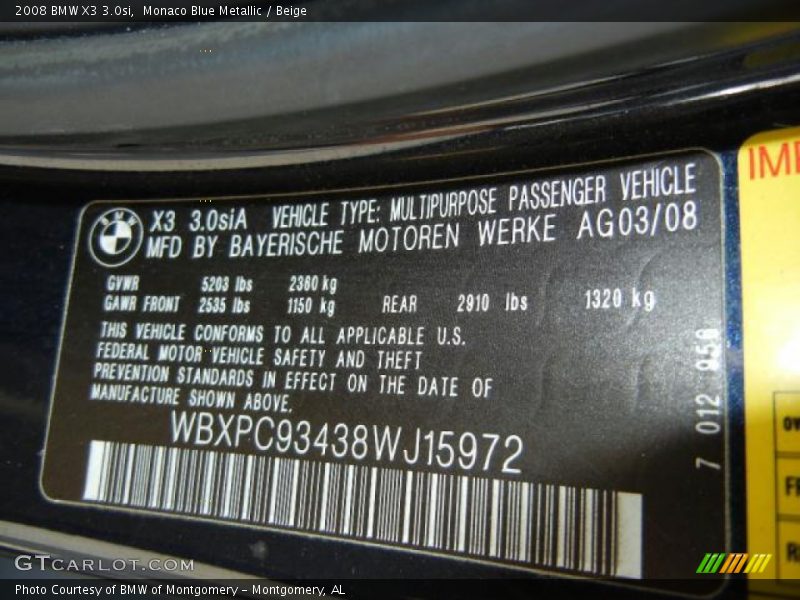 2008 BMW X3 3.0si, Monaco Blue Metallic / Beige
IM
BMW
X3 3.0siA VEHICLE TYPE: MULTIPURPOSE PASSENGER VEHICLE
MFD BY BAYERISCHE MOTOREN WERKE AG 03/08
GVWR 5203 lbs 2360 kg
GAWR FRONT 2535 lbs 1150 kg REAR 2910 lbs 1320 kg
THIS VEHICLE CONFORMS TO ALL APPLICABLE U.S.
FEDERAL MOTOR VEHICLE SAFETY AND THEFT
PREVENTION STANDARDS IN EFFECT ON THE DATE OF
MANUFACTURE SHOWN ABOVE.
WBXPC93438WJ15972
7 012 958
GTCARLOT.COM
Photo Courtesy of BMW of Montgomery - Montgomery, AL